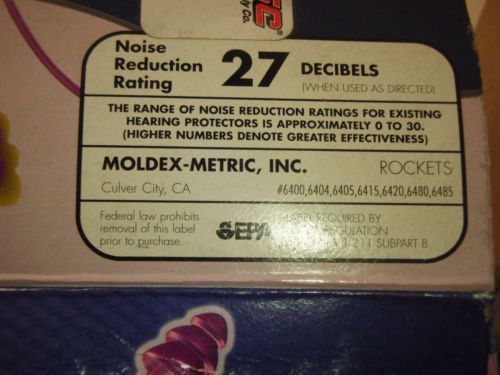 c®
y Co.
Noise
Reduction
Rating
27 DECIBELS
(WHEN USED AS DIRECTED)
THE RANGE OF NOISE REDUCTION RATINGS FOR EXISTING
HEARING PROTECTORS IS APPROXIMATELY 0 TO 30.
(HIGHER NUMBERS DENOTE GREATER EFFECTIVENESS)
MOLDEX-METRIC, INC. ROCKETS
Culver City, CA #6400,6404,6405,6415,6420,6480,6485
Federal law prohibits
removal of this label
prior to purchase.
EPA
LABEL REQUIRED BY
REGULATION
211 SUBPART B